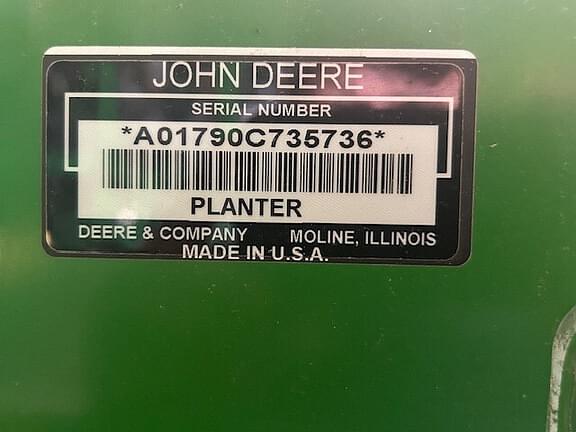 JOHN DEERE
SERIAL NUMBER
*A01790C735736*
PLANTER
DEERE & COMPANY MOLINE, ILLINOIS
MADE IN U.S.A.